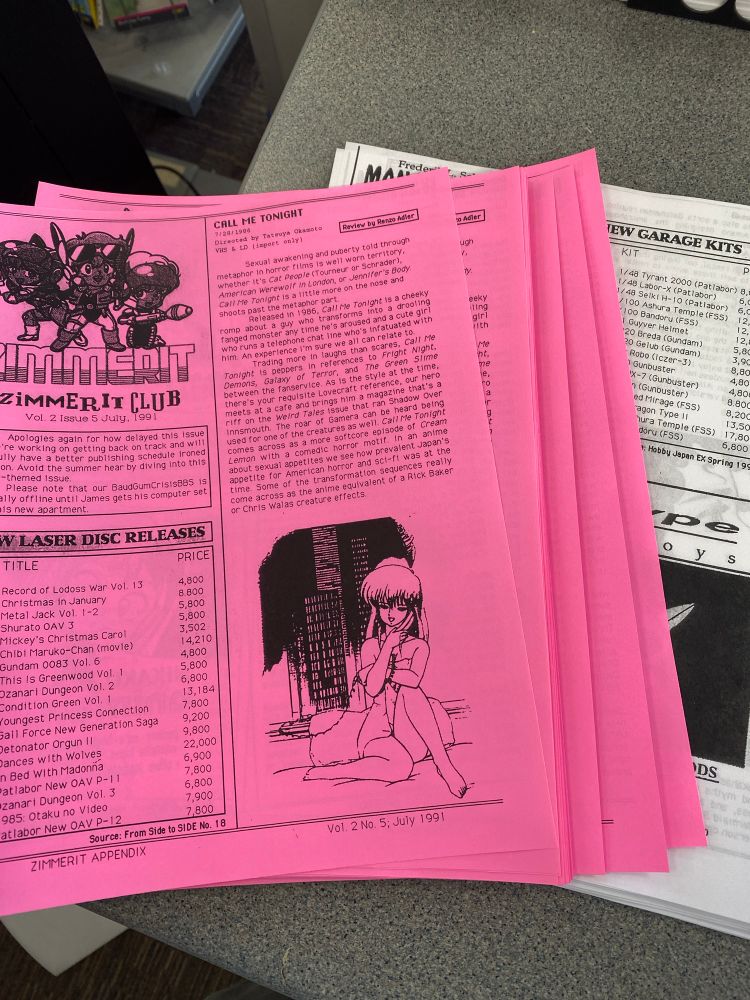 ZIMMERIT
ZiMMERiT CLUB
Vol. 2 Issue 5 July, 1991
Apologies again for how delayed this issue
're working on getting back on track and will
fully have a better publishing schedule ironed
on. Avoid the summer hear by diving into this
-themed issue.
Please note that our BaudGumCrisisBBS is
ally offline until James gets his computer set
his new apartment.
W LASER DISC RELEASES
TITLE PRICE
Record of Lodoss War Vol. 13 4,800
Christmas in January 8,800
Metal Jack Vol. 1-2 5,800
Shurato OAV 3 5,800
Mickey's Christmas Carol 3,502
Chibi Maruko-Chan (movie) 14,210
Gundam 0083 Vol. 6 4,800
This is Greenwood Vol. 1 5,800
Ozanari Dungeon Vol. 2 6,800
Condition Green Vol. 1 13,184
Youngest Princess Connection 7,800
Gall Force New Generation Saga 9,200
Detonator Orgun II 9,800
Dances with Wolves 22,000
In Bed With Madonna 6,900
Patlabor New OAV P-11 7,800
Ozanari Dungeon Vol. 3 6,800
1985: Otaku no Video 7,900
Patlabor New OAV P-12 7,800
Source: From Side to SIDE No. 18
ZIMMERIT APPENDIX
CALL ME TONIGHT
7/28/1986
Directed by Tatsuya Okamoto
VHS & LD (import only)
Review by Renzo Adler
Sexual awakening and puberty told through
metaphor in horror films is well worn territory,
whether it's Cat People (Tourneur or Schrader),
American Werewolf in London, or Jennifer's Body
Call Me Tonight is a little more on the nose and
shoots past the metaphor part.
Released in 1986, Call Me Tonight is a cheeky
romp about a guy who transforms into a drooling
fanged monster any time he's aroused and a cute girl
who runs a telephone chat line who's infatuated with
him. An experience I'm sure we all can relate to.
Trading more in laughs than scares, Call Me
Tonight is peppers in references to Fright Night,
Demons, Galaxy of Terror, and The Green Slime
between the fanservice. As is the style at the time,
there's your requisite Lovecraft reference, our hero
meets at a cafe and brings him a magazine that's a
riff on the Weird Tales issue that ran Shadow Over
Innsmouth. The roar of Gamera can be heard being
used for one of the creatures as well. Call Me Tonight
comes across as a more softcore episode of Cream
Lemon with a comedic horror motif. In an anime
about sexual appetites we see how prevalent Japan's
appetite for American horror and sci-fi was at the
time. Some of the transformation sequences really
come across as the anime equivalent of a Rick Baker
or Chris Walas creature effects.
Vol. 2 No. 5; July 1991
zo Adler
NEW GARAGE KITS
KIT
1/48 Tyrant 2000 (Patlabor)
1/48 Labor-X (Patlabor)
1/48 Seiki H-10 (Patlabor)
/100 Ashura Temple (FSS)
100 Bandoru (FSS)
Guyver Helmet
20 Breda (Gundam)
20 Gelub (Gundam)
Robo (Iczer-3)
Gunbuster
X-7 (Gunbuster)
(Gunbuster)
d Mirage (FSS)
ragon Type II
hura Temple (FSS)
doru (FSS)
Hobby Japan EX Spring 199
ype
oys
ODS